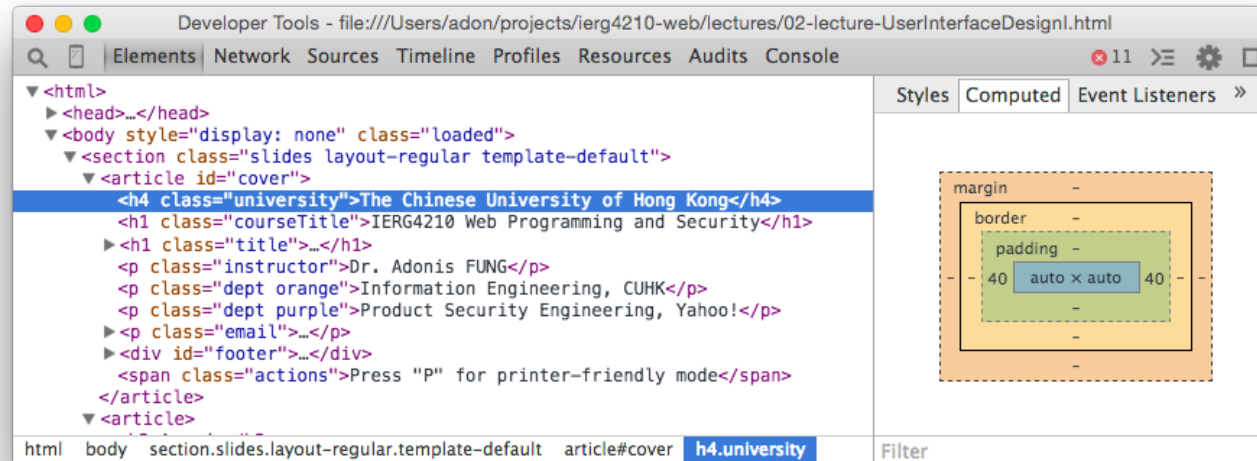 Developer Tools - file:///Users/adon/projects/ierg4210-web/lectures/02-lecture-UserInterfaceDesignI.html
Elements Network Sources Timeline Profiles Resources Audits Console 11
▼<html>
▶<head>…</head>
▼<body style="display: none" class="loaded">
▼<section class="slides layout-regular template-default">
▼<article id="cover">
<h4 class="university">The Chinese University of Hong Kong</h4>
<h1 class="courseTitle">IERG4210 Web Programming and Security</h1>
▶<h1 class="title">…</h1>
<p class="instructor">Dr. Adonis FUNG</p>
<p class="dept orange">Information Engineering, CUHK</p>
<p class="dept purple">Product Security Engineering, Yahoo!</p>
▶<p class="email">…</p>
▶<div id="footer">…</div>
<span class="actions">Press "P" for printer-friendly mode</span>
</article>
▼<article>
html body section.slides.layout-regular.template-default article#cover h4.university
Styles Computed Event Listeners »
margin -
border -
padding -
- - 40 auto × auto 40 - -
-
-
-
Filter